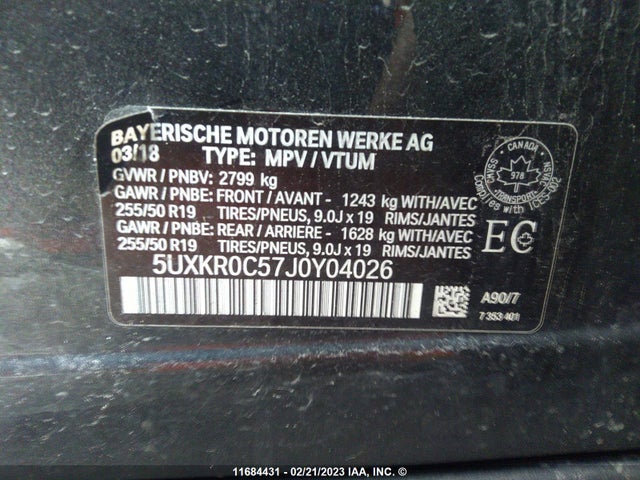 BAYERISCHE MOTOREN WERKE AG
03/18 TYPE: MPV / VTUM
GVWR / PNBV: 2799 kg
GAWR / PNBE: FRONT / AVANT - 1243 kg WITH/AVEC
255/50 R19 TIRES/PNEUS, 9.0J x 19 RIMS/JANTES
GAWR / PNBE: REAR / ARRIERE - 1628 kg WITH/AVEC
255/50 R19 TIRES/PNEUS, 9.0J x 19 RIMS/JANTES
5UXKR0C57J0Y04026
CANADA
978
TRANSPORT
Complies with
EC
A90/7
7 353 401
11684431 - 02/21/2023 IAA, INC. ©